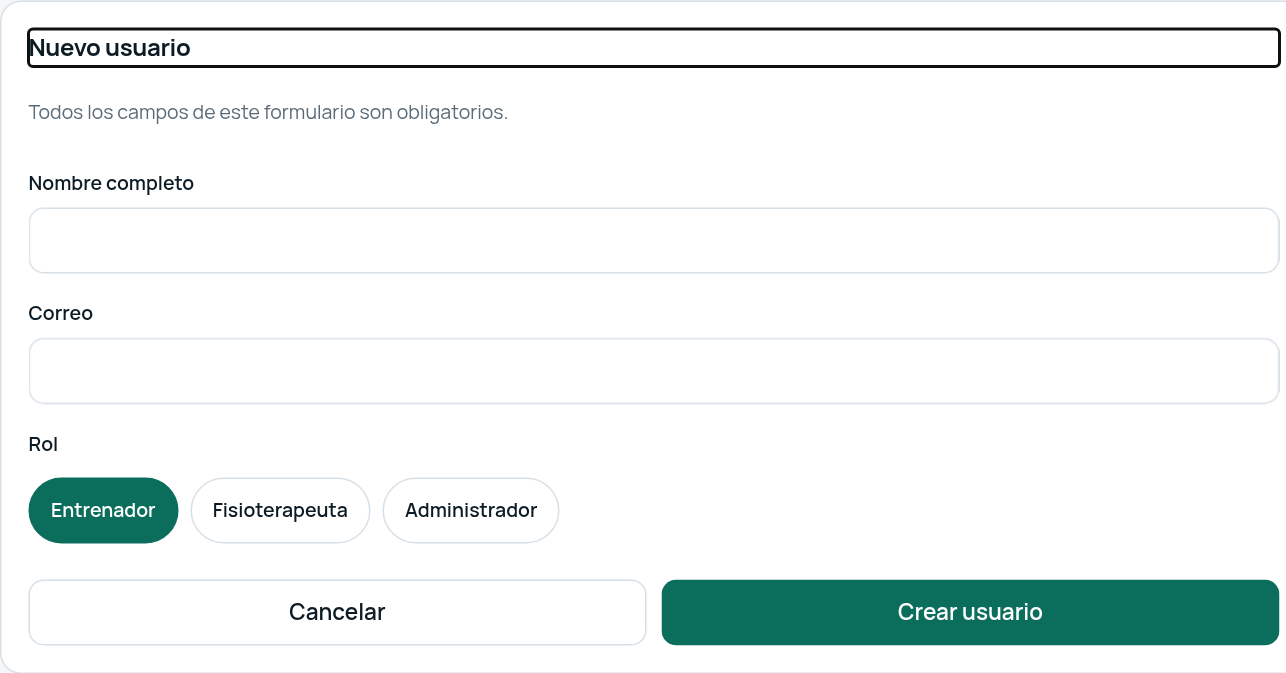 Nuevo usuario
Todos los campos de este formulario son obligatorios.
Nombre completo
Correo
Rol
Entrenador Fisioterapeuta Administrador
Cancelar Crear usuario